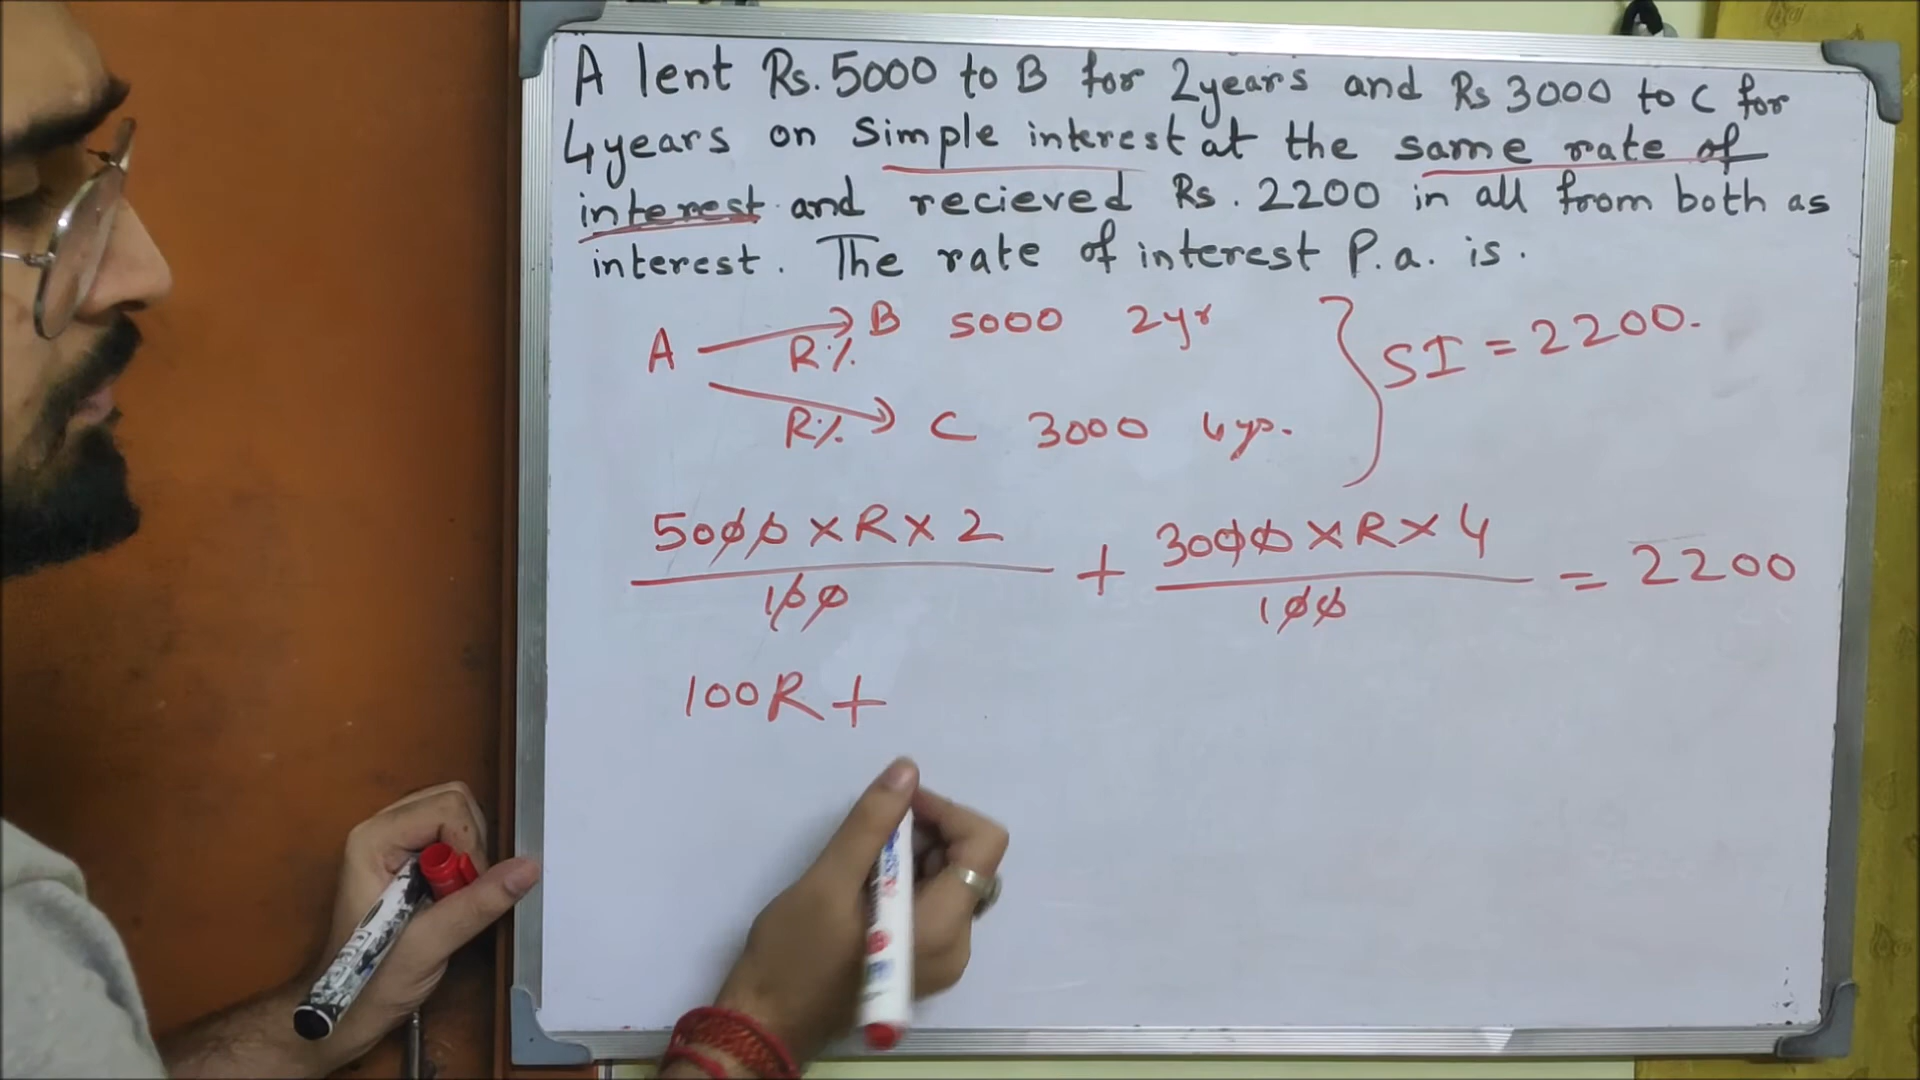 A lent Rs. 5000 to B for 2years and Rs 3000 to C for
4years on Simple interest at the same rate of
interest and recieved Rs. 2200 in all from both as
interest. The rate of interest P.a. is.
A R% B 5000 2yr
R% C 3000 4yr. } SI = 2200.
5000 × R × 2 / 100 + 3000 × R × 4 / 100 = 2200
100R +